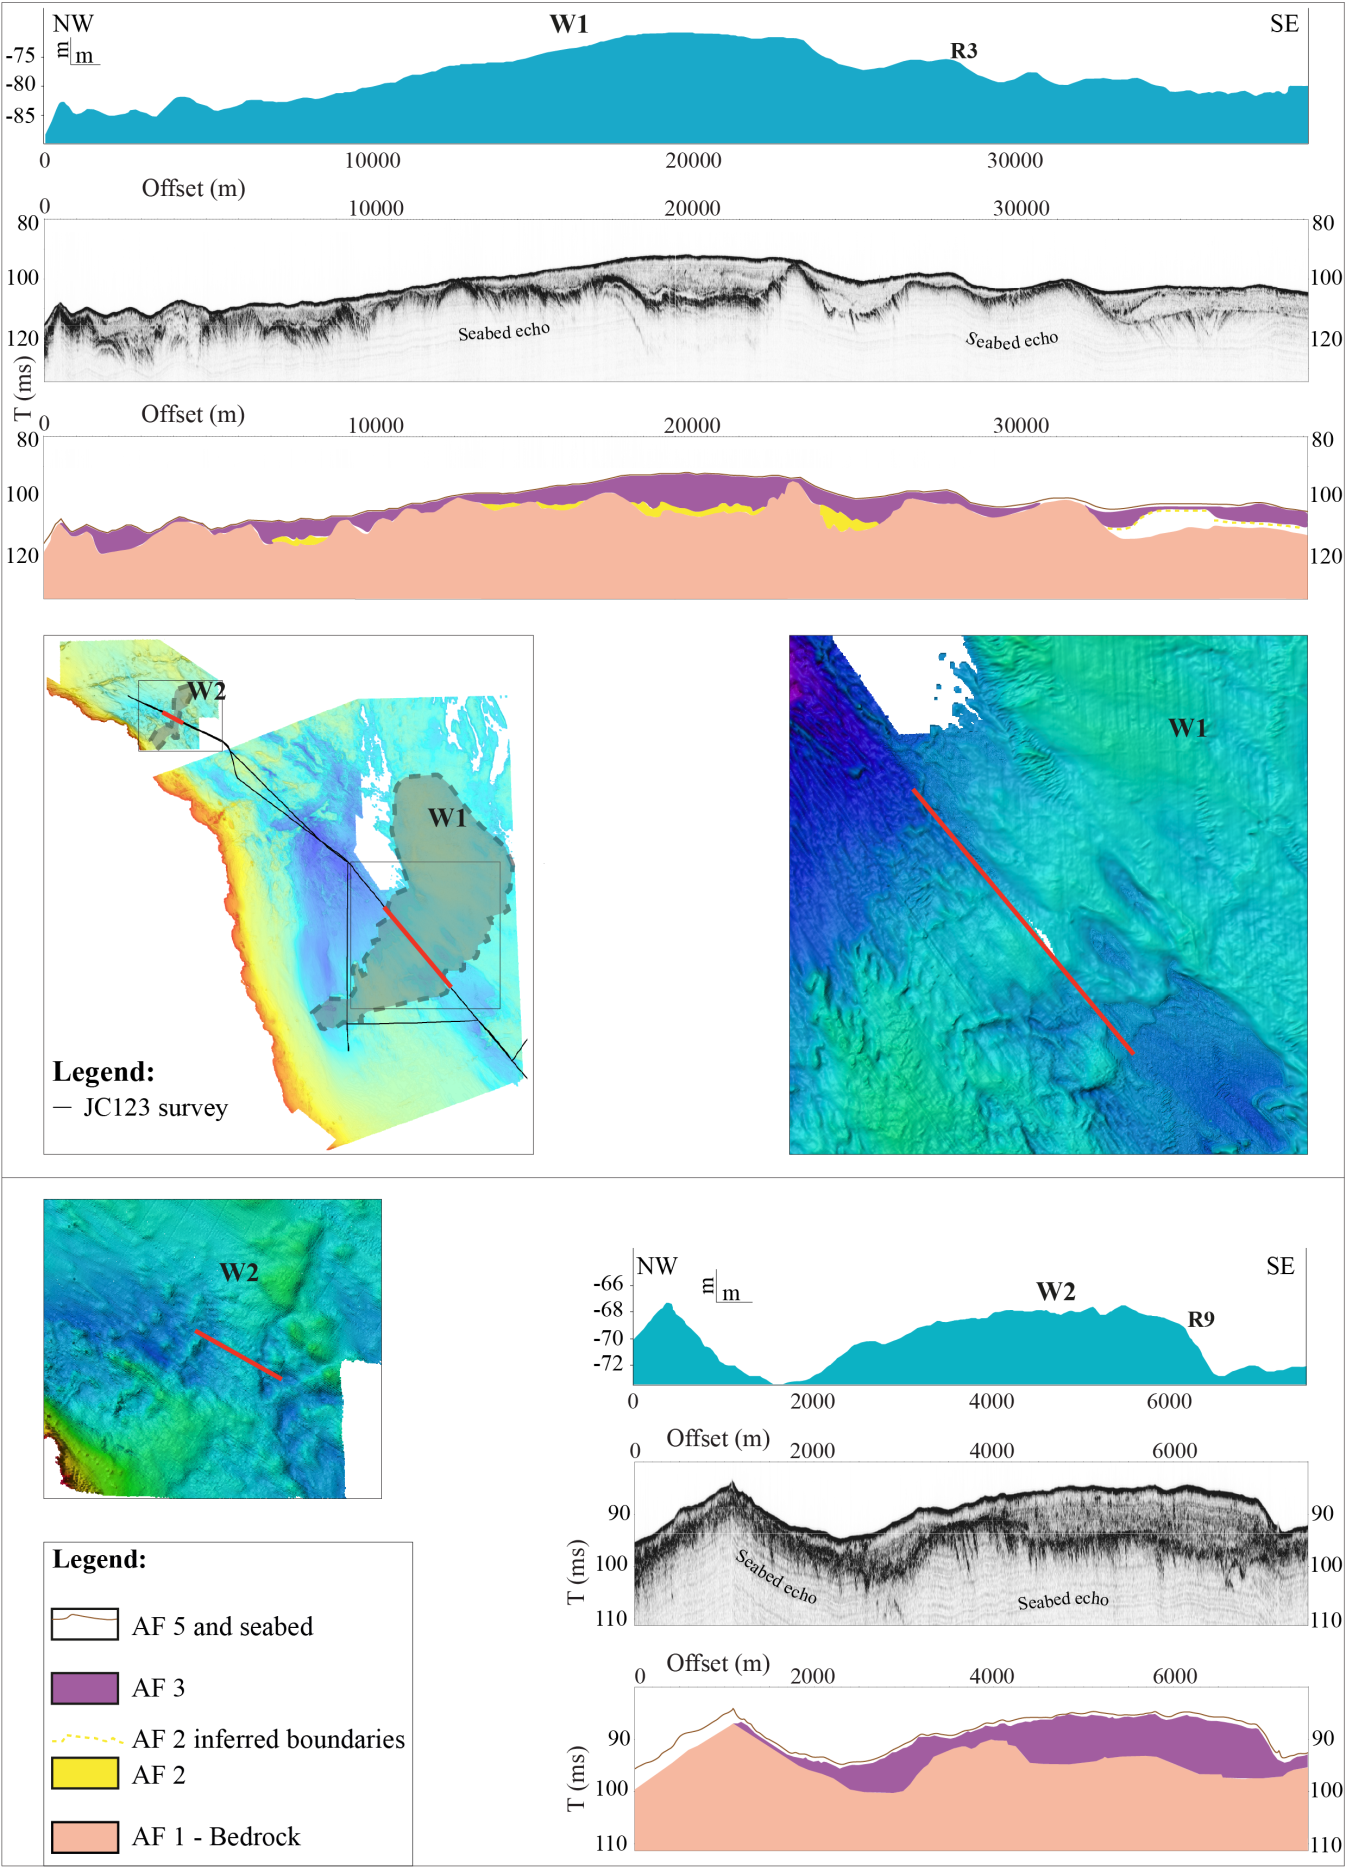 NW
W1
SE
m
m
R3
-75
-80
-85
0
10000
20000
30000
Offset (m)
0
10000
20000
30000
80
80
100
100
120
120
Seabed echo
Seabed echo
T (ms)
Offset (m)
0
10000
20000
30000
80
80
100
100
120
120
W2
W1
Legend:
JC123 survey
W1
W2
NW
SE
m
m
W2
R9
-66
-68
-70
-72
0
2000
4000
6000
Offset (m)
0
2000
4000
6000
90
90
100
100
110
110
T (ms)
Seabed echo
Seabed echo
Offset (m)
0
2000
4000
6000
90
90
100
100
110
110
T (ms)
Legend:
AF 5 and seabed
AF 3
AF 2 inferred boundaries
AF 2
AF 1 - Bedrock